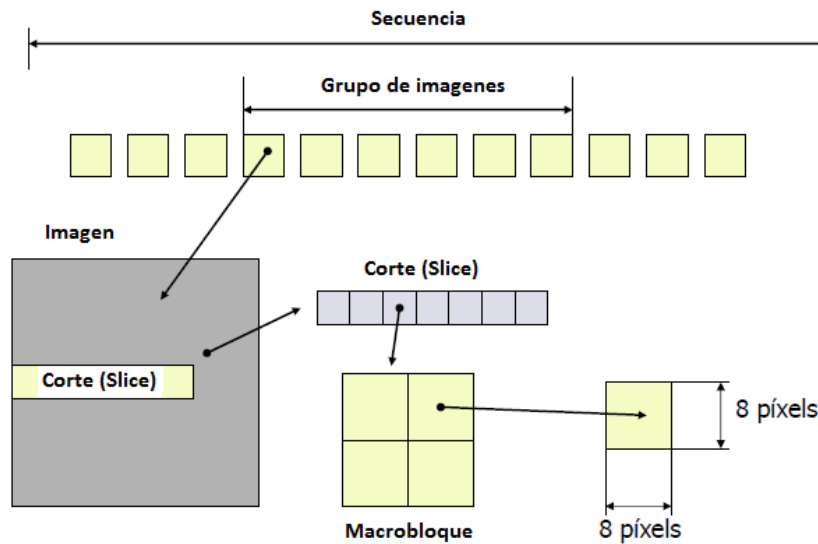 Secuencia
Grupo de imagenes
Imagen
Corte (Slice)
Corte (Slice)
8 píxels
8 píxels
Macrobloque